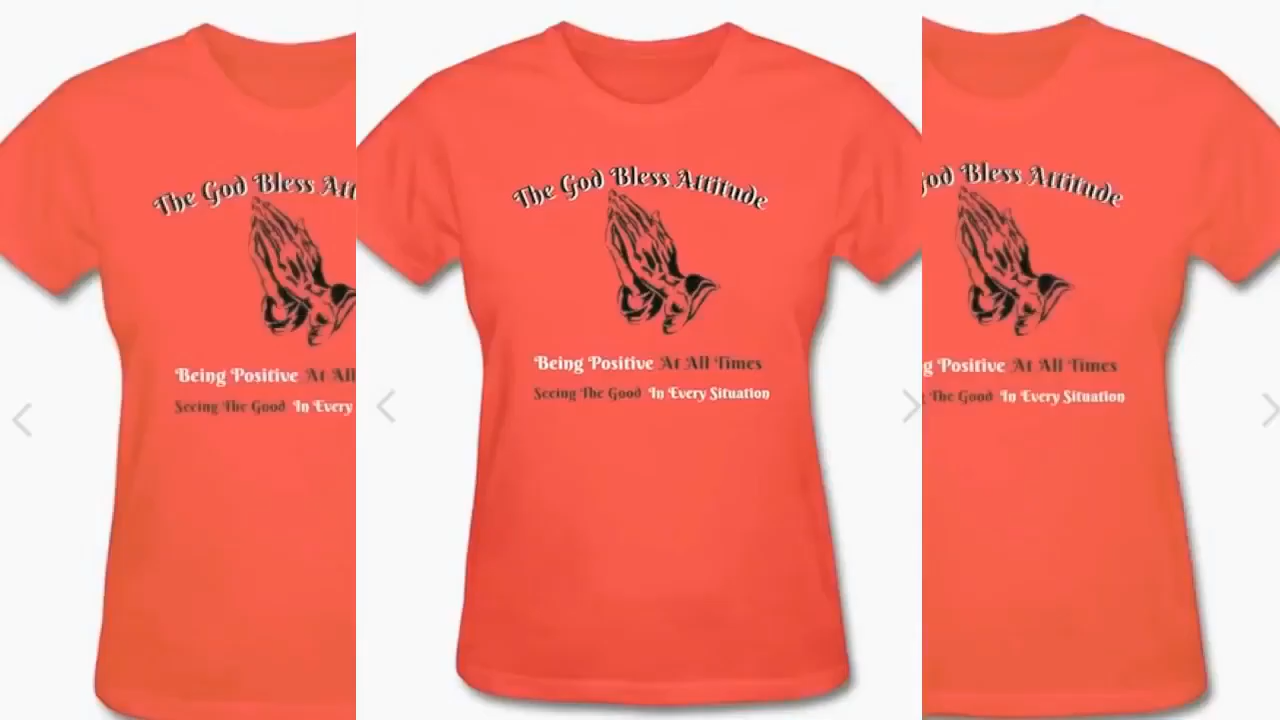 The God Bless Att
Being Positive At All
Seeing The Good In Every
The God Bless Attitude
Being Positive At All Times
Seeing The Good In Every Situation
God Bless Attitude
g Positive At All Times
The Good In Every Situation